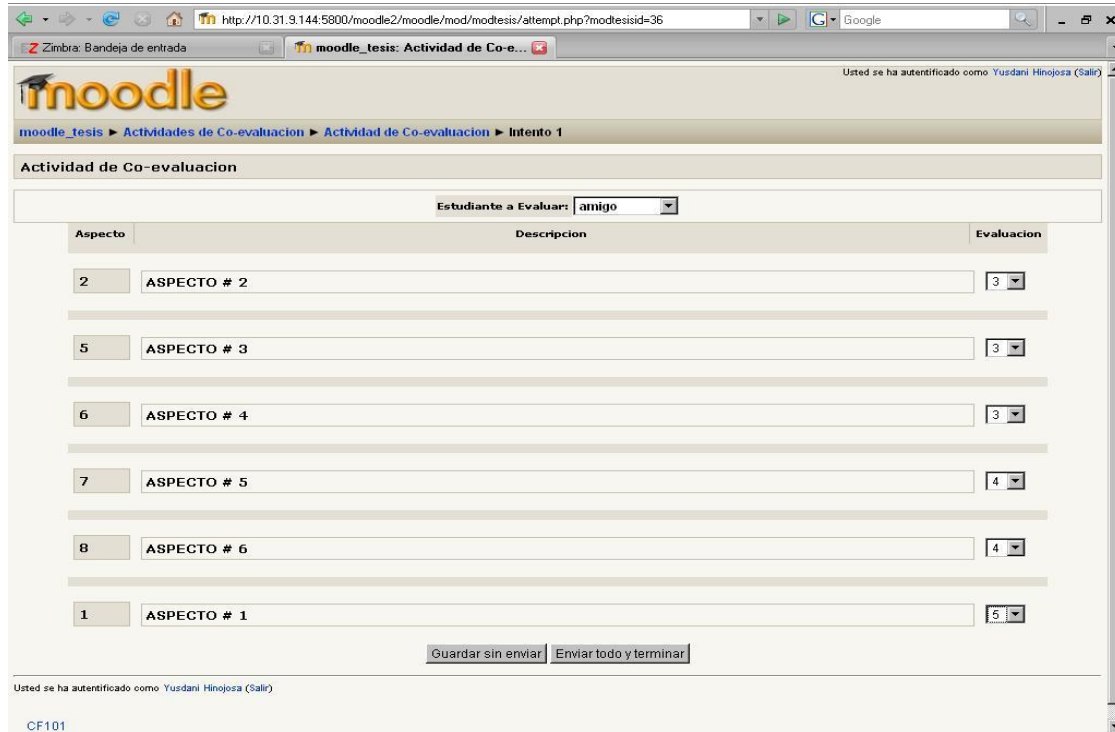 http://10.31.9.144:5800/moodle2/moodle/mod/modtesis/attempt.php?modtesisid=36
G Google
Z Zimbra: Bandeja de entrada
m moodle_tesis: Actividad de Co-e...
moodle
Usted se ha autentificado como Yusdani Hinojosa (Salir)
moodle_tesis ► Actividades de Co-evaluacion ► Actividad de Co-evaluacion ► Intento 1
Actividad de Co-evaluacion
Estudiante a Evaluar: amigo
Aspecto Descripcion Evaluacion
2 ASPECTO # 2 3
5 ASPECTO # 3 3
6 ASPECTO # 4 3
7 ASPECTO # 5 4
8 ASPECTO # 6 4
1 ASPECTO # 1 5
Guardar sin enviar Enviar todo y terminar
Usted se ha autentificado como Yusdani Hinojosa (Salir)
CF101